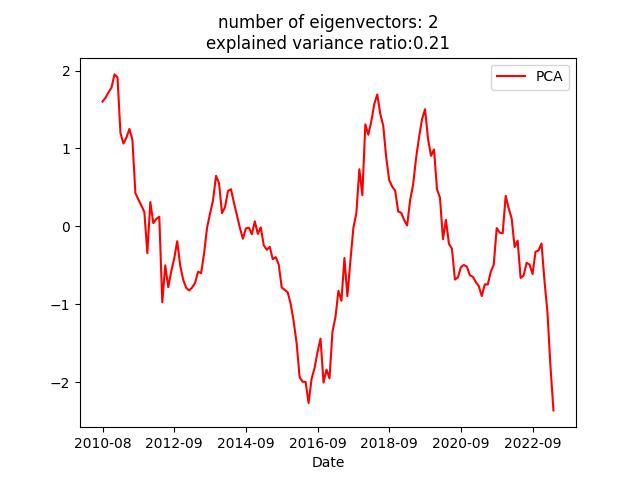 number of eigenvectors: 2
explained variance ratio:0.21
PCA
2
1
0
−1
−2
2010-08 2012-09 2014-09 2016-09 2018-09 2020-09 2022-09
Date